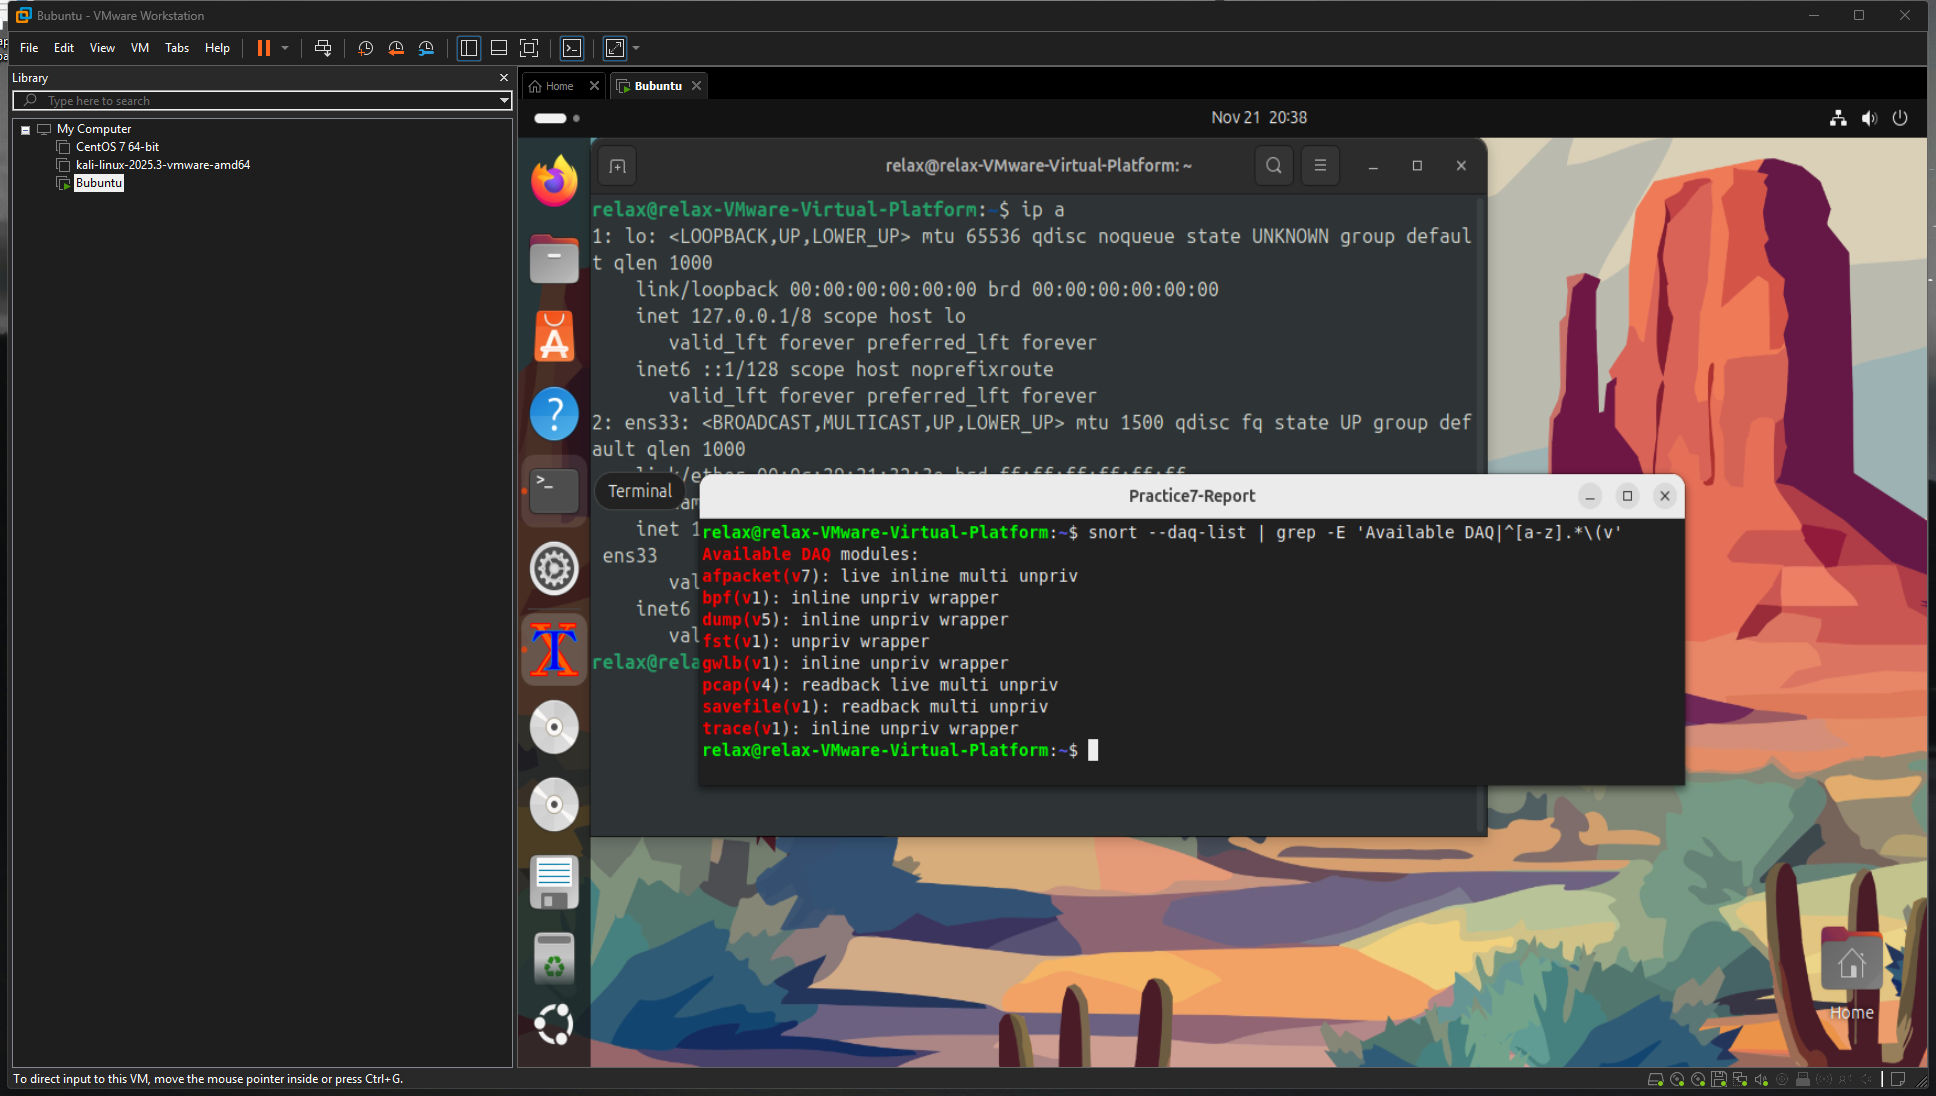 Bubuntu - VMware Workstation
File Edit View VM Tabs Help
Library
Type here to search
My Computer
CentOS 7 64-bit
kali-linux-2025.3-vmware-amd64
Bubuntu
Home
Bubuntu
Nov 21 20:38
relax@relax-VMware-Virtual-Platform: ~
relax@relax-VMware-Virtual-Platform:~$ ip a
1: lo: <LOOPBACK,UP,LOWER_UP> mtu 65536 qdisc noqueue state UNKNOWN group defaul
t qlen 1000
link/loopback 00:00:00:00:00:00 brd 00:00:00:00:00:00
inet 127.0.0.1/8 scope host lo
valid_lft forever preferred_lft forever
inet6 ::1/128 scope host noprefixroute
valid_lft forever preferred_lft forever
2: ens33: <BROADCAST,MULTICAST,UP,LOWER_UP> mtu 1500 qdisc fq state UP group def
ault qlen 1000
Terminal
inet 1
ens33
val
inet6
val
relax@rela
Practice7-Report
relax@relax-VMware-Virtual-Platform:~$ snort --daq-list | grep -E 'Available DAQ|^[a-z].*\(v'
Available DAQ modules:
afpacket(v7): live inline multi unpriv
bpf(v1): inline unpriv wrapper
dump(v5): inline unpriv wrapper
fst(v1): unpriv wrapper
gwlb(v1): inline unpriv wrapper
pcap(v4): readback live multi unpriv
savefile(v1): readback multi unpriv
trace(v1): inline unpriv wrapper
relax@relax-VMware-Virtual-Platform:~$
Home
To direct input to this VM, move the mouse pointer inside or press Ctrl+G.